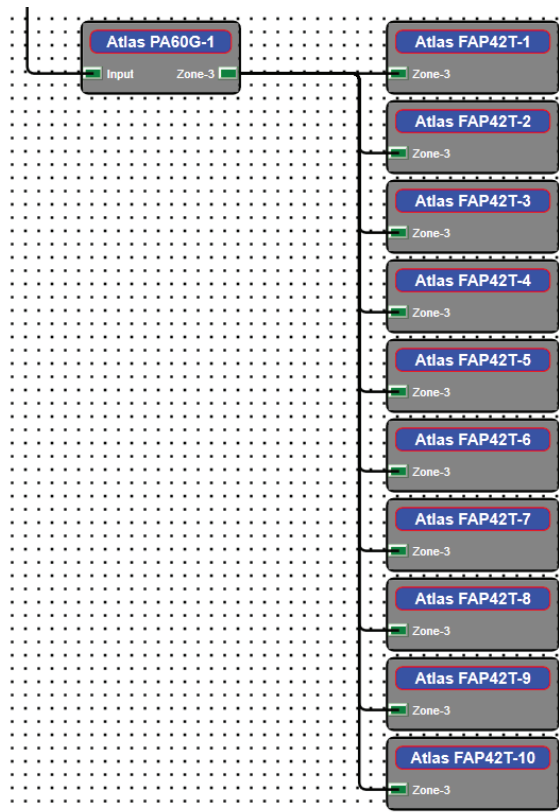 Atlas PA60G-1
Input Zone-3
Atlas FAP42T-1
Zone-3
Atlas FAP42T-2
Zone-3
Atlas FAP42T-3
Zone-3
Atlas FAP42T-4
Zone-3
Atlas FAP42T-5
Zone-3
Atlas FAP42T-6
Zone-3
Atlas FAP42T-7
Zone-3
Atlas FAP42T-8
Zone-3
Atlas FAP42T-9
Zone-3
Atlas FAP42T-10
Zone-3